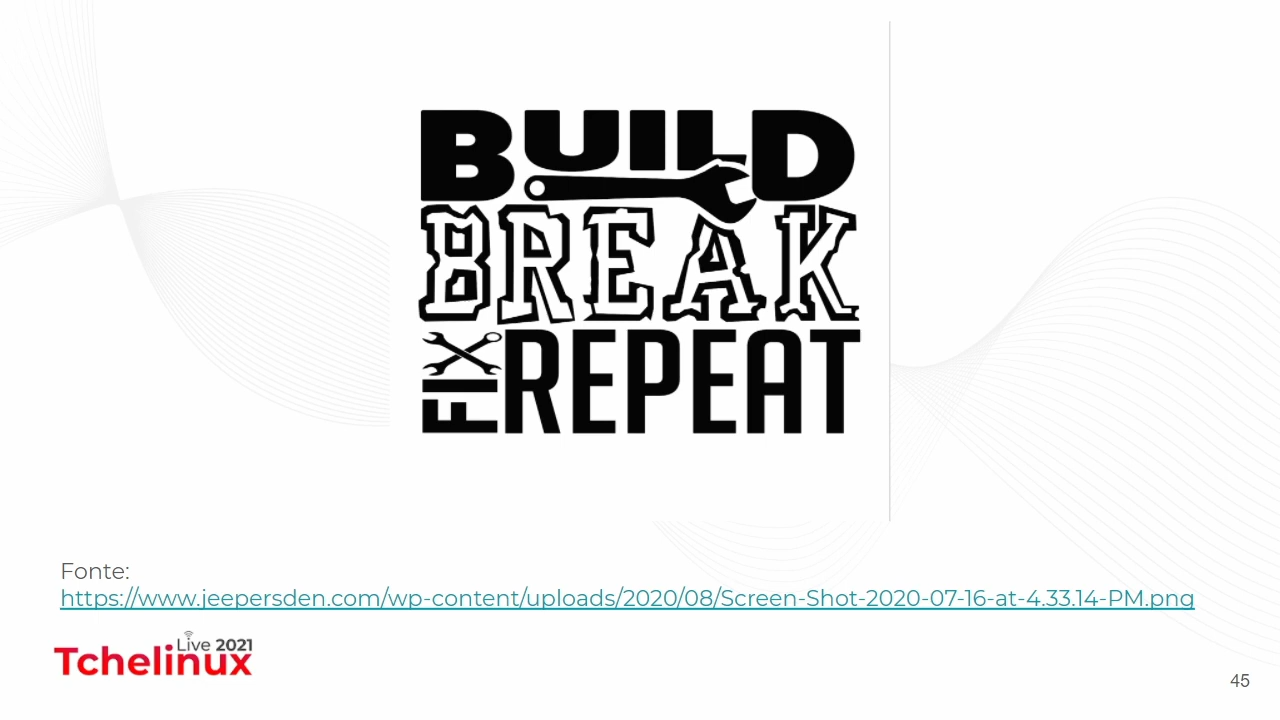 BUILD
BREAK
FIX REPEAT
Fonte:
https://www.jeepersden.com/wp-content/uploads/2020/08/Screen-Shot-2020-07-16-at-4.33.14-PM.png
Live 2021
Tchelinux
45